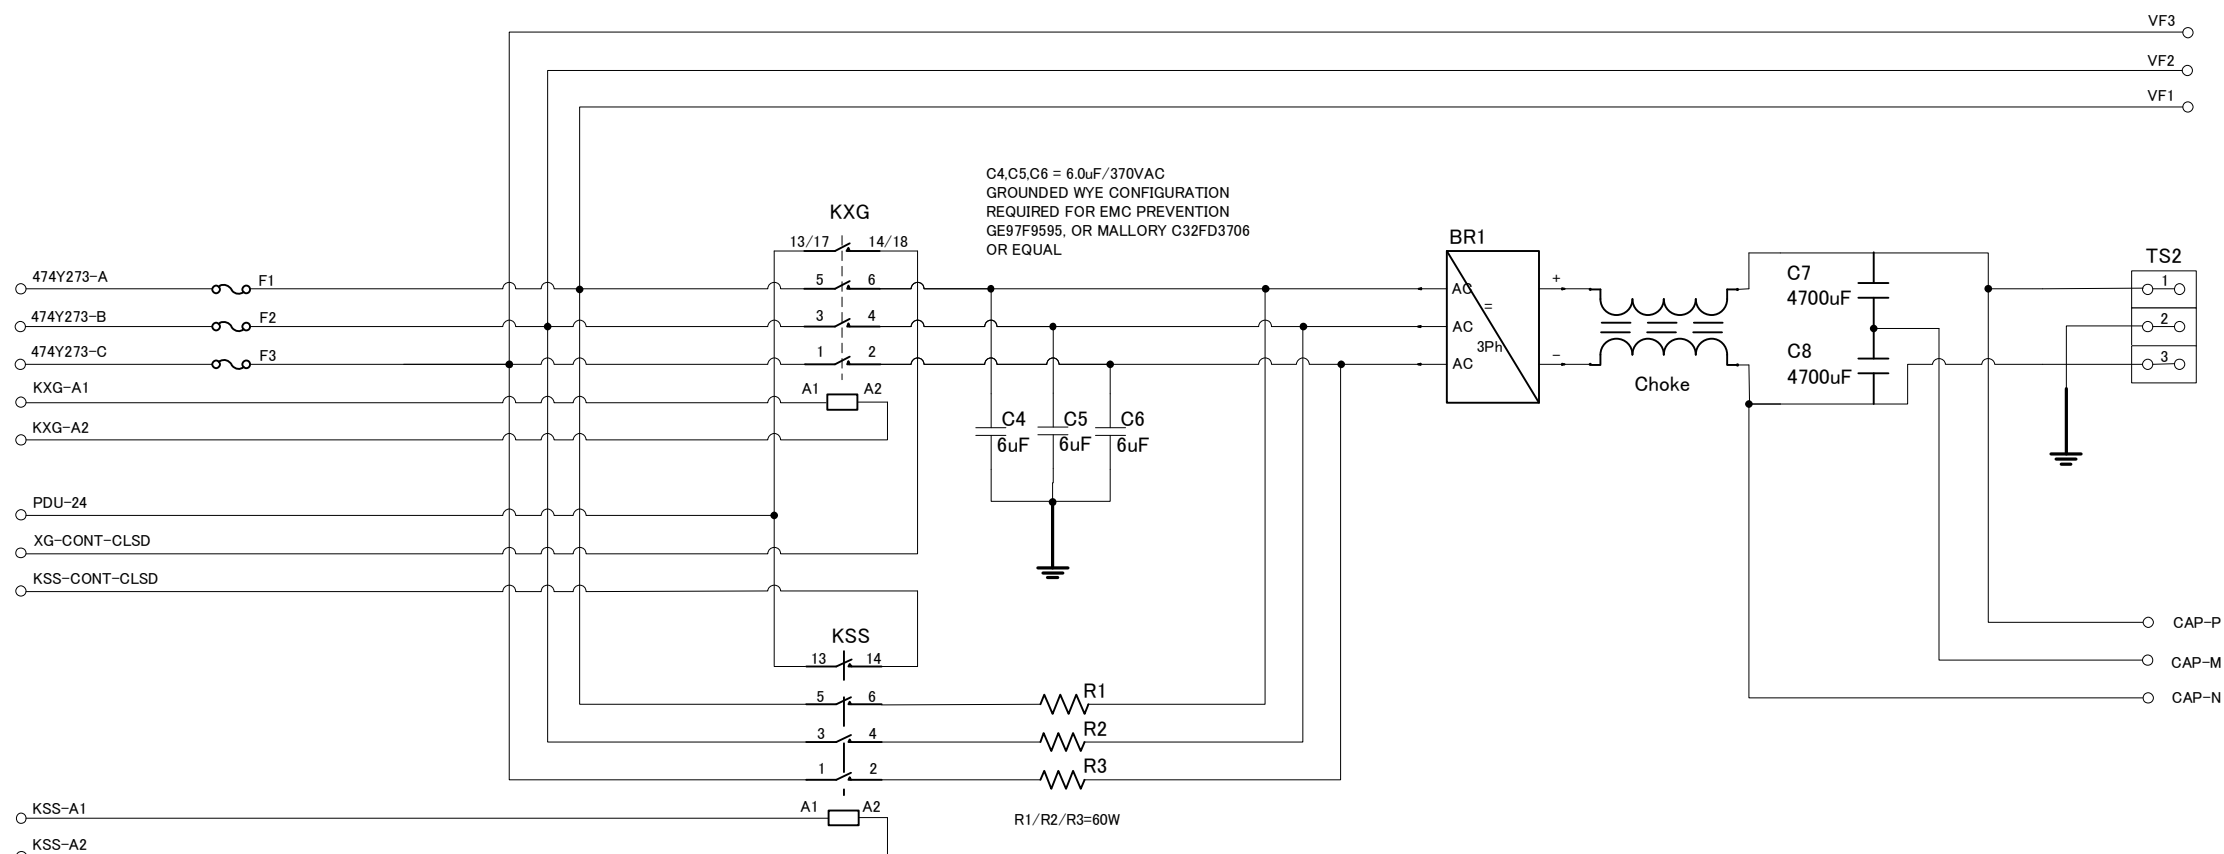 VF3
VF2
VF1
C4,C5,C6 = 6.0uF/370VAC
GROUNDED WYE CONFIGURATION
REQUIRED FOR EMC PREVENTION
GE97F9595, OR MALLORY C32FD3706
OR EQUAL
KXG
13/17 14/18
5 6
3 4
1 2
A1 A2
474Y273-A
F1
474Y273-B
F2
474Y273-C
F3
KXG-A1
KXG-A2
PDU-24
XG-CONT-CLSD
KSS-CONT-CLSD
C4
6uF
C5
6uF
C6
6uF
BR1
AC
AC
AC
=
3Ph
+
-
Choke
C7
4700uF
C8
4700uF
TS2
1
2
3
CAP-P
CAP-M
CAP-N
KSS
13 14
5 6
3 4
1 2
A1 A2
R1
R2
R3
R1/R2/R3=60W
KSS-A1
KSS-A2